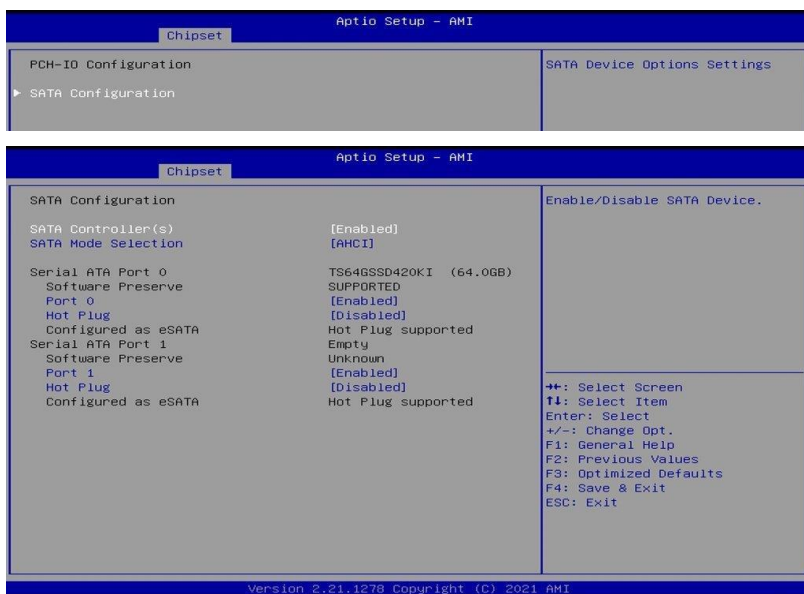 Aptio Setup – AMI
Chipset
PCH-IO Configuration
SATA Device Options Settings
▶ SATA Configuration
Aptio Setup – AMI
Chipset
SATA Configuration
Enable/Disable SATA Device.
SATA Controller(s) [Enabled]
SATA Mode Selection [AHCI]
Serial ATA Port 0 TS64GSSD420KI (64.0GB)
Software Preserve SUPPORTED
Port 0 [Enabled]
Hot Plug [Disabled]
Configured as eSATA Hot Plug supported
Serial ATA Port 1 Empty
Software Preserve Unknown
Port 1 [Enabled]
Hot Plug [Disabled]
Configured as eSATA Hot Plug supported
→←: Select Screen
↑↓: Select Item
Enter: Select
+/-: Change Opt.
F1: General Help
F2: Previous Values
F3: Optimized Defaults
F4: Save & Exit
ESC: Exit
Version 2.21.1278 Copyright (C) 2021 AMI